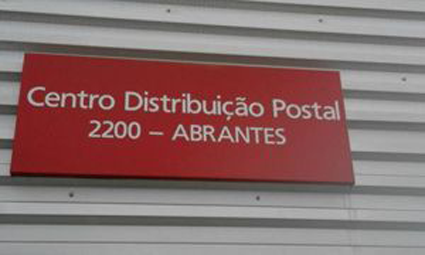 Centro Distribuição Postal
2200 – ABRANTES